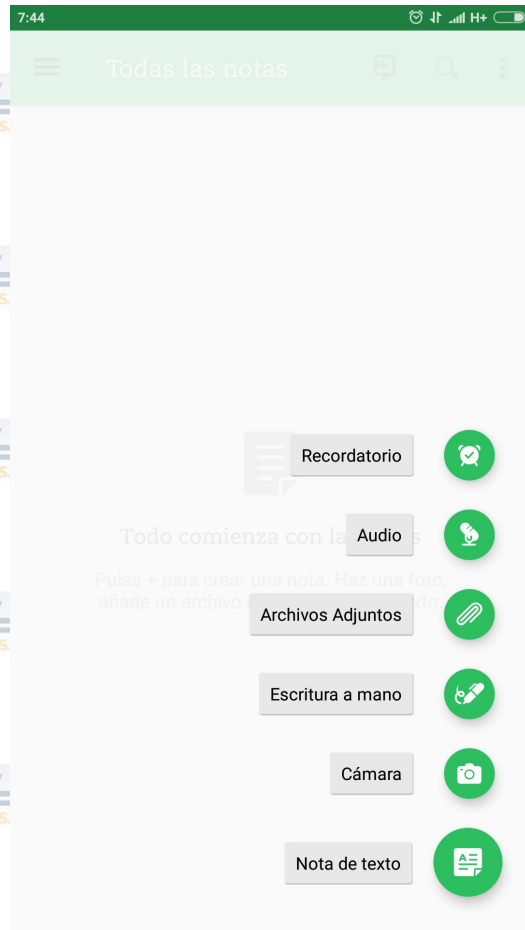 7:44
H+
Todas las notas
Recordatorio
Todo comienza con la
Audio
Pulsa + para crear una nota. Haz una foto,
añade un archivo
Archivos Adjuntos
Escritura a mano
Cámara
Nota de texto